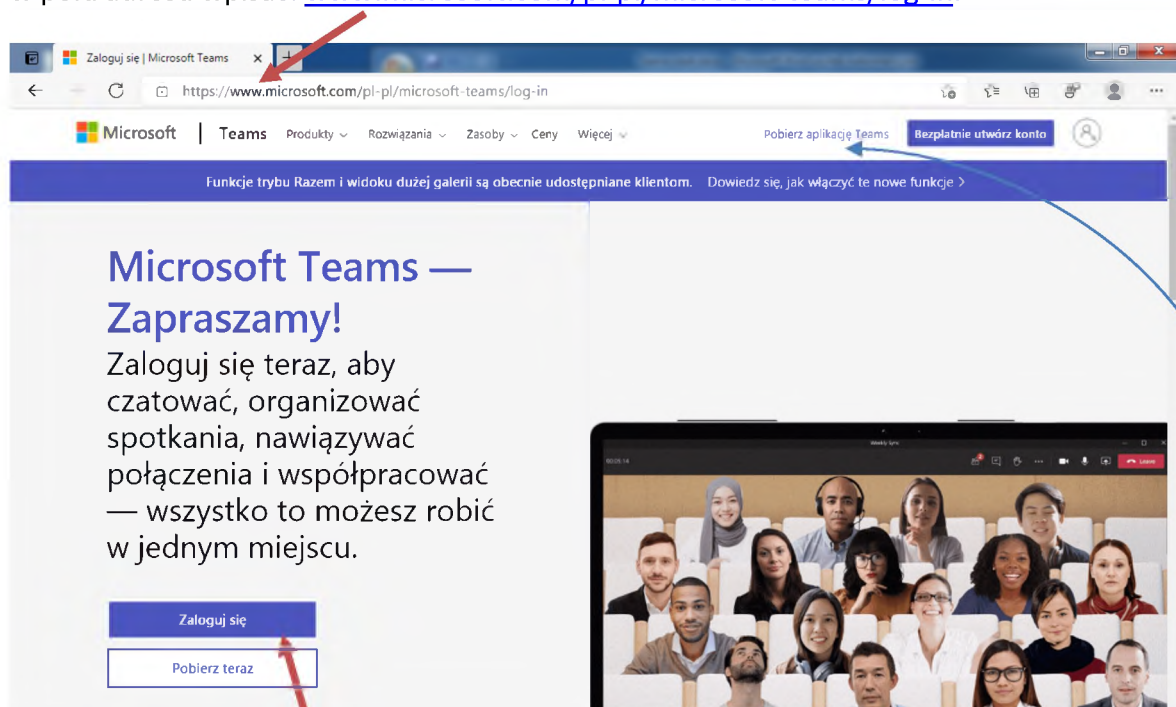 Zaloguj się | Microsoft Teams
https://www.microsoft.com/pl-pl/microsoft-teams/log-in
Microsoft | Teams Produkty Rozwiązania Zasoby Ceny Więcej Pobierz aplikację Teams Bezpłatnie utwórz konto
Funkcje trybu Razem i widoku dużej galerii są obecnie udostępniane klientom. Dowiedz się, jak włączyć te nowe funkcje >
Microsoft Teams —
Zapraszamy!
Zaloguj się teraz, aby
czatować, organizować
spotkania, nawiązywać
połączenia i współpracować
— wszystko to możesz robić
w jednym miejscu.
Weekly Sync
Leave
Zaloguj się
Pobierz teraz